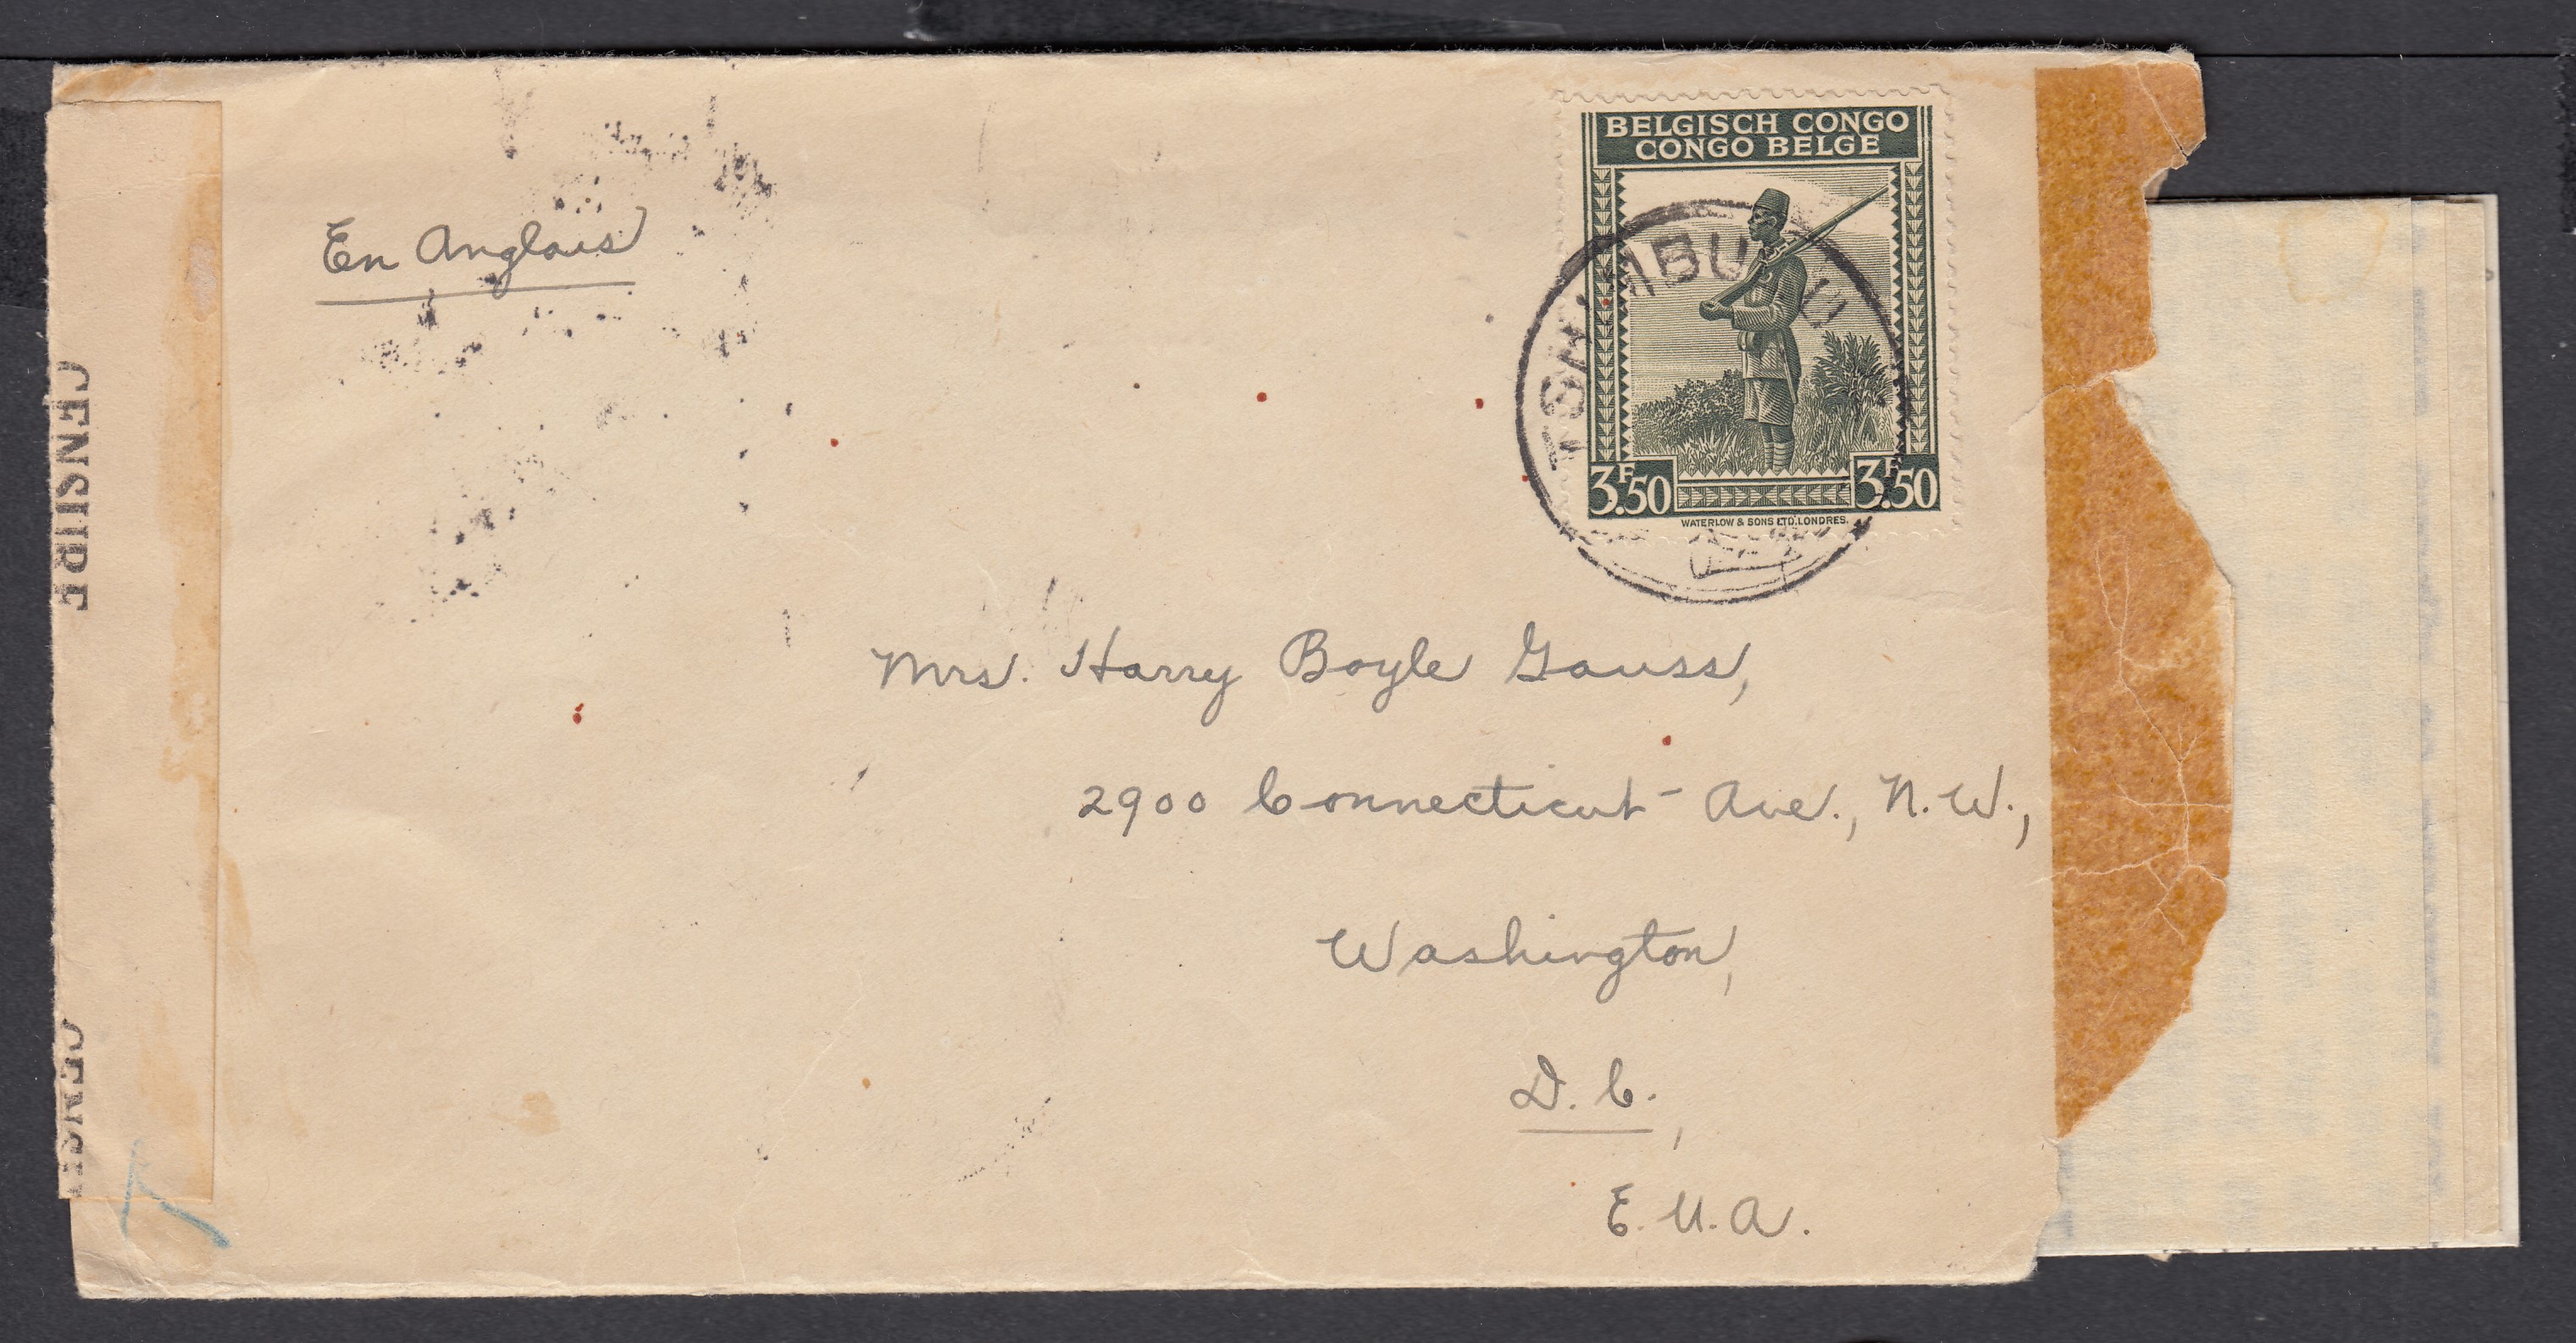 BELGISCH CONGO
CONGO BELGE
En Anglais
3F50 3F50
WATERLOW & SONS LTD. LONDRES.
CENSURE
Mrs. Harry Boyle Gauss,
2900 Connecticut Ave., N.W.,
Washington,
D.C.,
E.U.A.